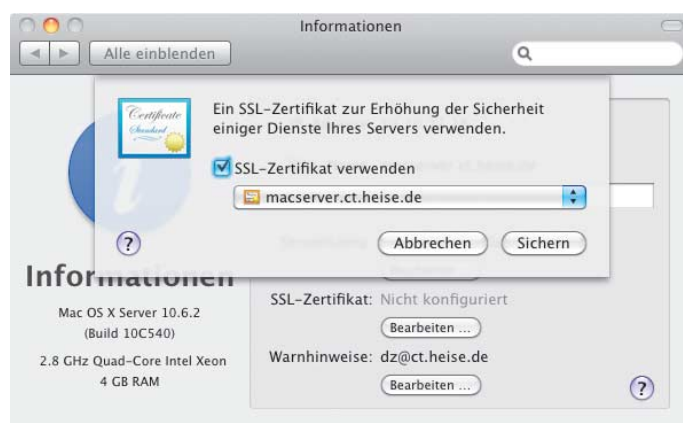 Informationen
Alle einblenden
Certificate
Standard
Ein SSL-Zertifikat zur Erhöhung der Sicherheit
einiger Dienste Ihres Servers verwenden.
SSL-Zertifikat verwenden
macserver.ct.heise.de
?
Abbrechen
Sichern
Informationen
Mac OS X Server 10.6.2
(Build 10C540)
2.8 GHz Quad-Core Intel Xeon
4 GB RAM
SSL-Zertifikat: Nicht konfiguriert
Bearbeiten ...
Warnhinweise: dz@ct.heise.de
Bearbeiten ...
?